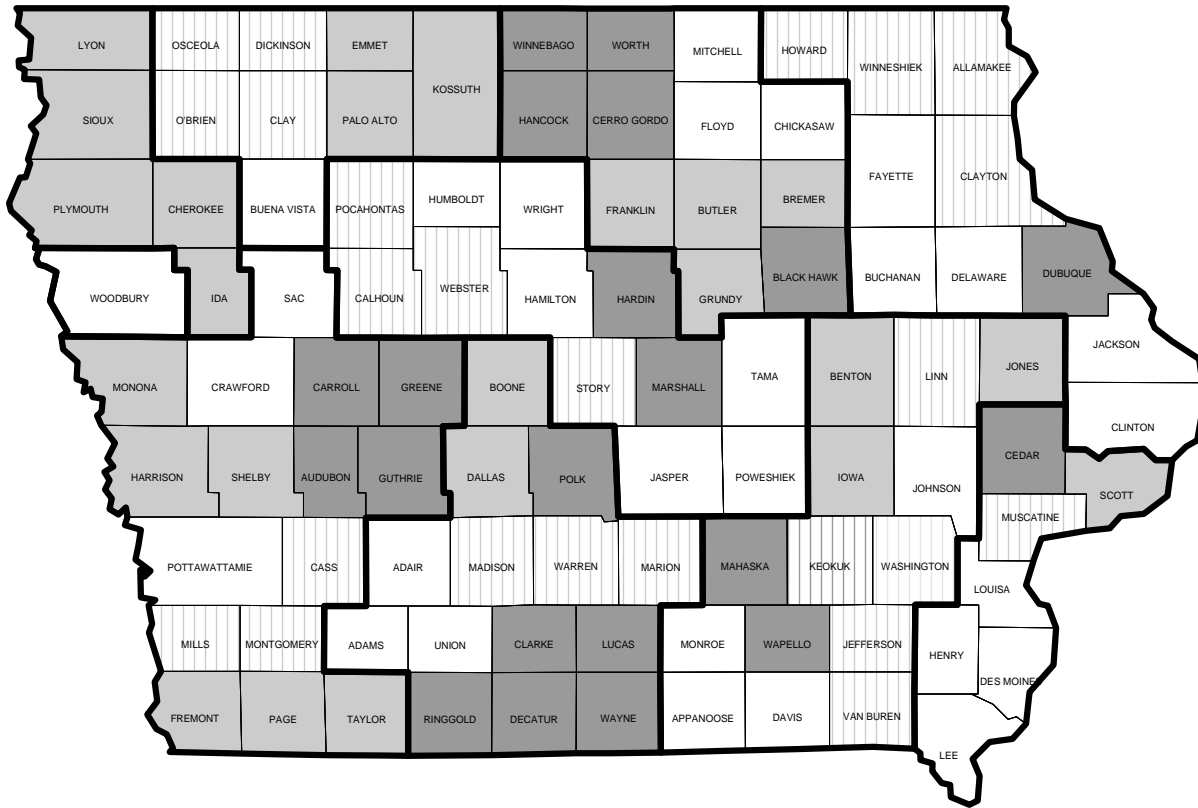 LYON
OSCEOLA
DICKINSON
EMMET
WINNEBAGO
WORTH
MITCHELL
HOWARD
WINNESHIEK
ALLAMAKEE
KOSSUTH
SIOUX
O'BRIEN
CLAY
PALO ALTO
HANCOCK
CERRO GORDO
FLOYD
CHICKASAW
FAYETTE
CLAYTON
PLYMOUTH
CHEROKEE
BUENA VISTA
POCAHONTAS
HUMBOLDT
WRIGHT
FRANKLIN
BUTLER
BREMER
WOODBURY
IDA
SAC
CALHOUN
WEBSTER
HAMILTON
HARDIN
GRUNDY
BLACK HAWK
BUCHANAN
DELAWARE
DUBUQUE
JACKSON
MONONA
CRAWFORD
CARROLL
GREENE
BOONE
STORY
MARSHALL
TAMA
BENTON
LINN
JONES
CLINTON
HARRISON
SHELBY
AUDUBON
GUTHRIE
DALLAS
POLK
JASPER
POWESHIEK
IOWA
JOHNSON
CEDAR
SCOTT
MUSCATINE
POTTAWATTAMIE
CASS
ADAIR
MADISON
WARREN
MARION
MAHASKA
KEOKUK
WASHINGTON
LOUISA
MILLS
MONTGOMERY
ADAMS
UNION
CLARKE
LUCAS
MONROE
WAPELLO
JEFFERSON
HENRY
DES MOINES
FREMONT
PAGE
TAYLOR
RINGGOLD
DECATUR
WAYNE
APPANOOSE
DAVIS
VAN BUREN
LEE